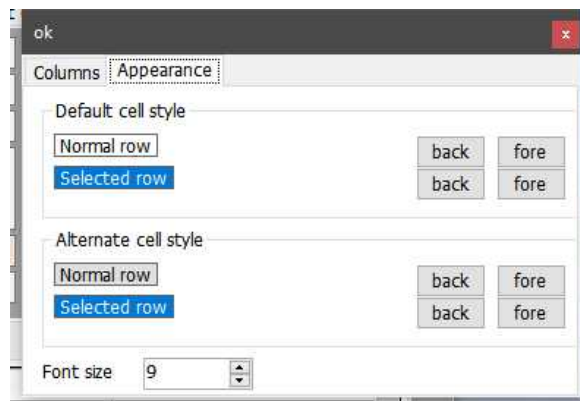 ok
x
Columns Appearance
Default cell style
Normal row back fore
Selected row back fore
Alternate cell style
Normal row back fore
Selected row back fore
Font size 9